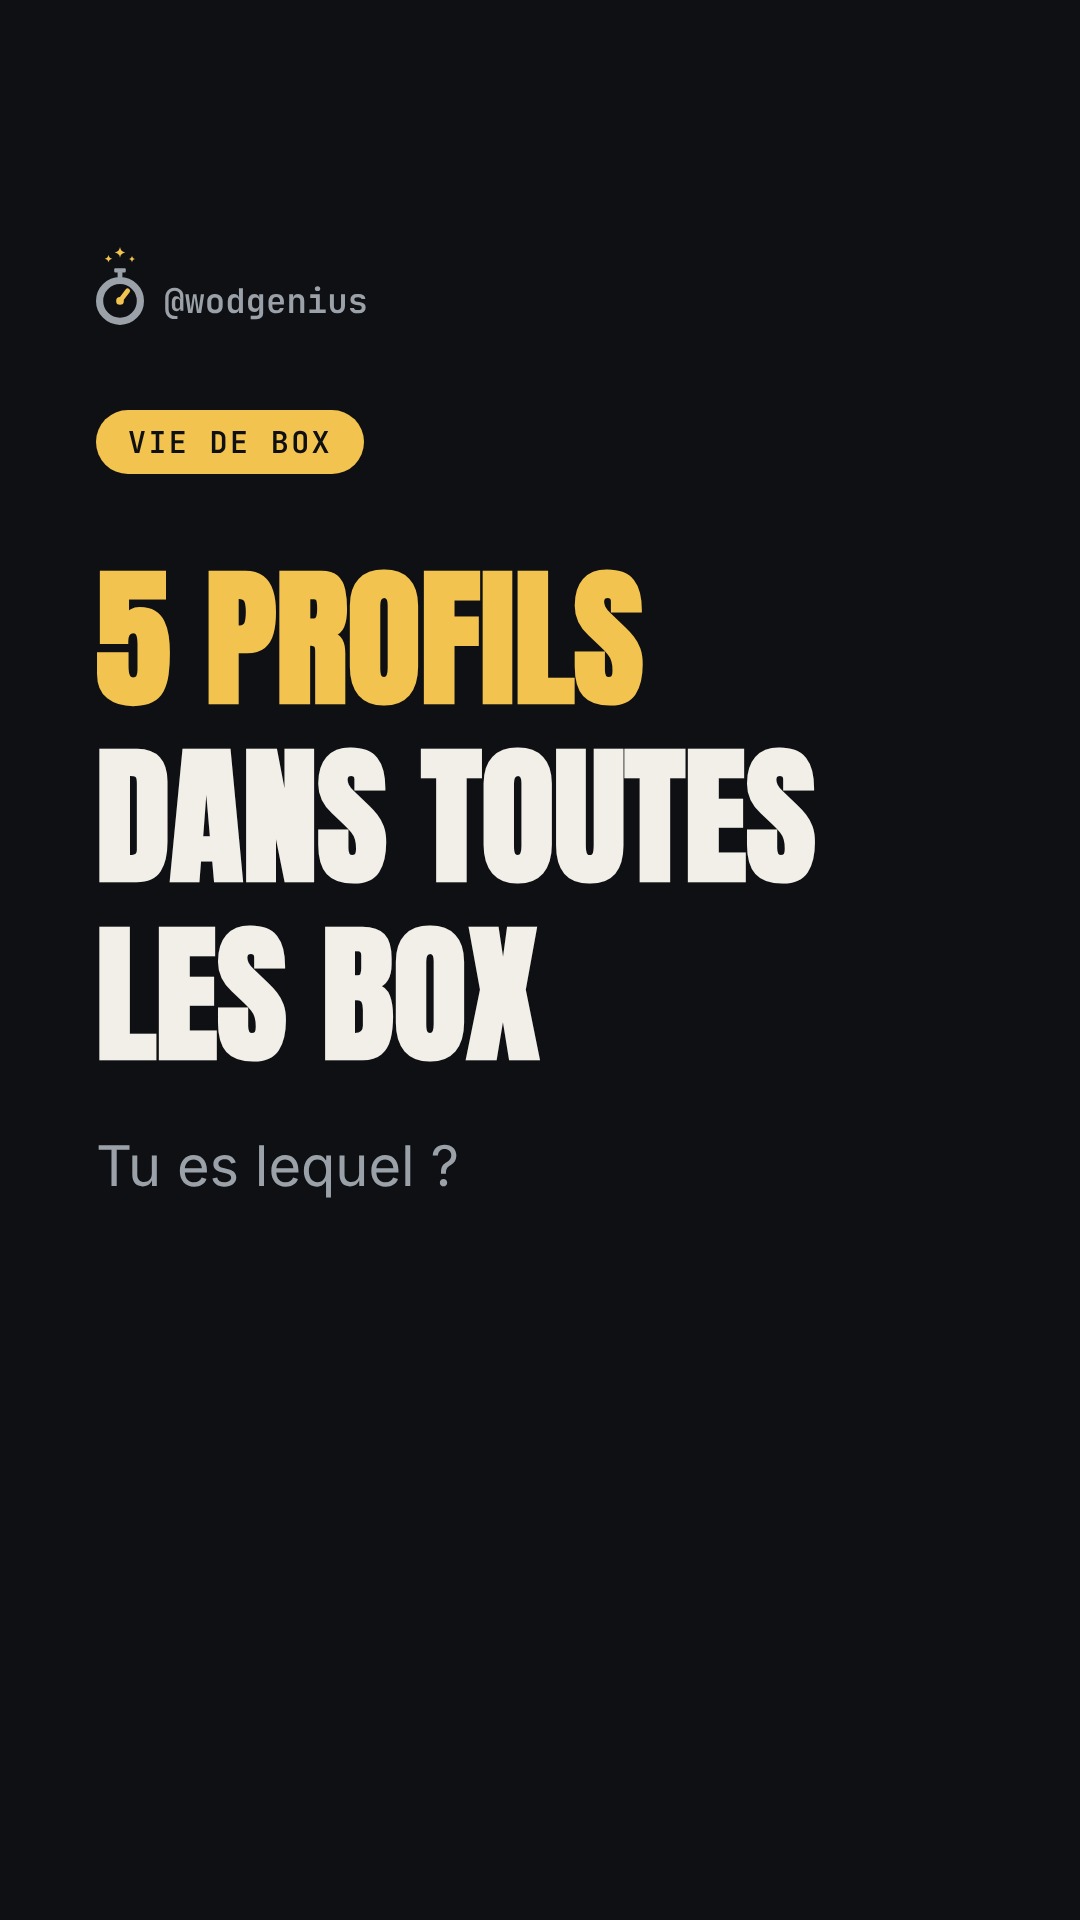 @wodgenius
VIE DE BOX
5 PROFILS
DANS TOUTES
LES BOX
Tu es lequel ?